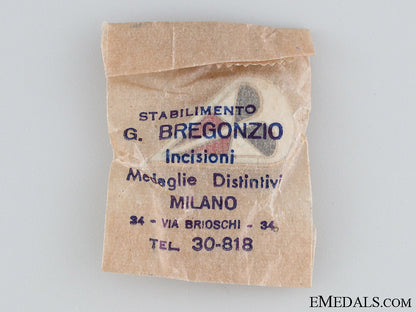 STABILIMENTO
G. BREGONZIO
Incisioni
Medaglie Distintivi
MILANO
34 - VIA BRIOSCHI - 34
TEL. 30-818
EMEDALS.COM